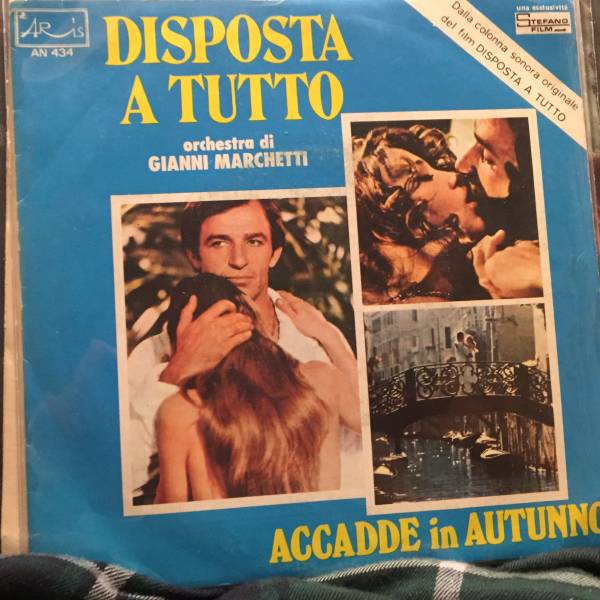 ARis
AN 434
DISPOSTA
A TUTTO
orchestra di
GIANNI MARCHETTI
una esclusività
STEFANO
FILM
Dalla colonna sonora originale
del film DISPOSTA A TUTTO
ACCADDE in AUTUNNO